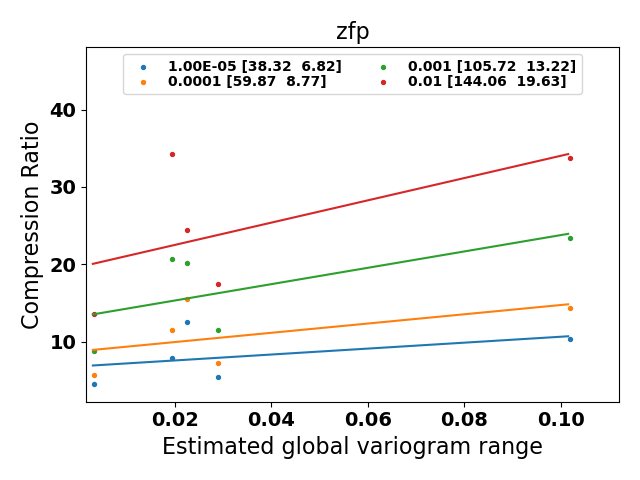 zfp
1.00E-05 [38.32  6.82]
0.0001 [59.87  8.77]
0.001 [105.72  13.22]
0.01 [144.06  19.63]
Compression Ratio
40
30
20
10
0.02 0.04 0.06 0.08 0.10
Estimated global variogram range